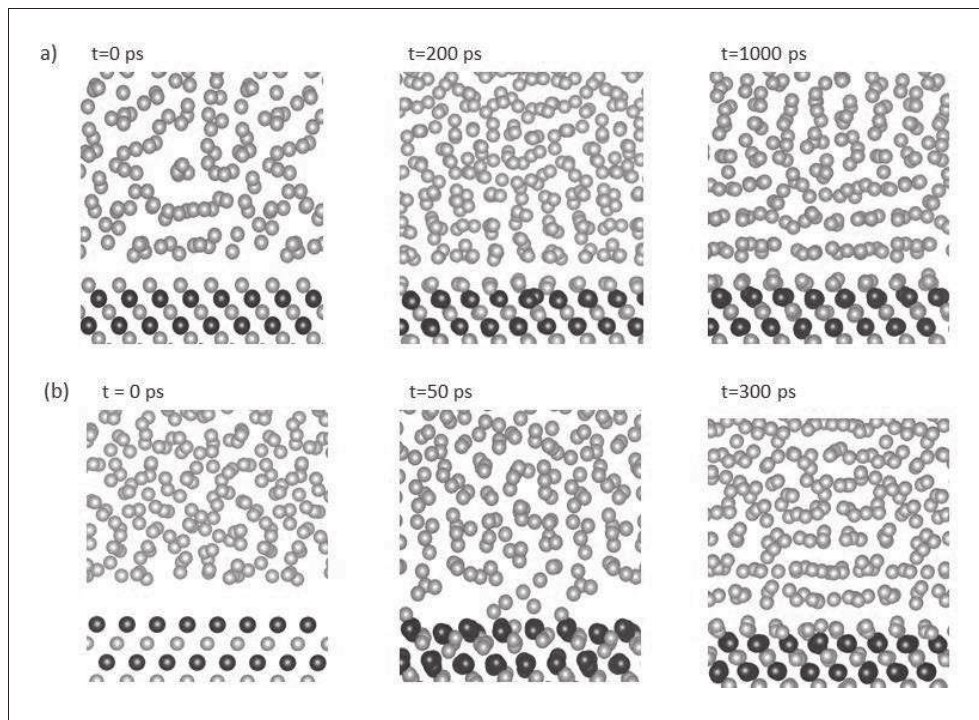 a)
t=0 ps
t=200 ps
t=1000 ps
(b)
t = 0 ps
t=50 ps
t=300 ps